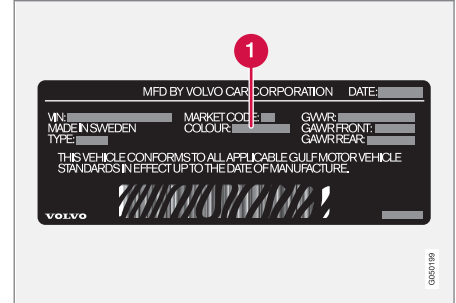 1
MFD BY VOLVO CAR CORPORATION DATE:
VIN: MARKET CODE: GVWR:
MADE IN SWEDEN COLOUR: GAWR FRONT:
TYPE: GAWR REAR:
THIS VEHICLE CONFORMS TO ALL APPLICABLE GULF MOTOR VEHICLE
STANDARDS IN EFFECT UP TO THE DATE OF MANUFACTURE.
VOLVO
G050199